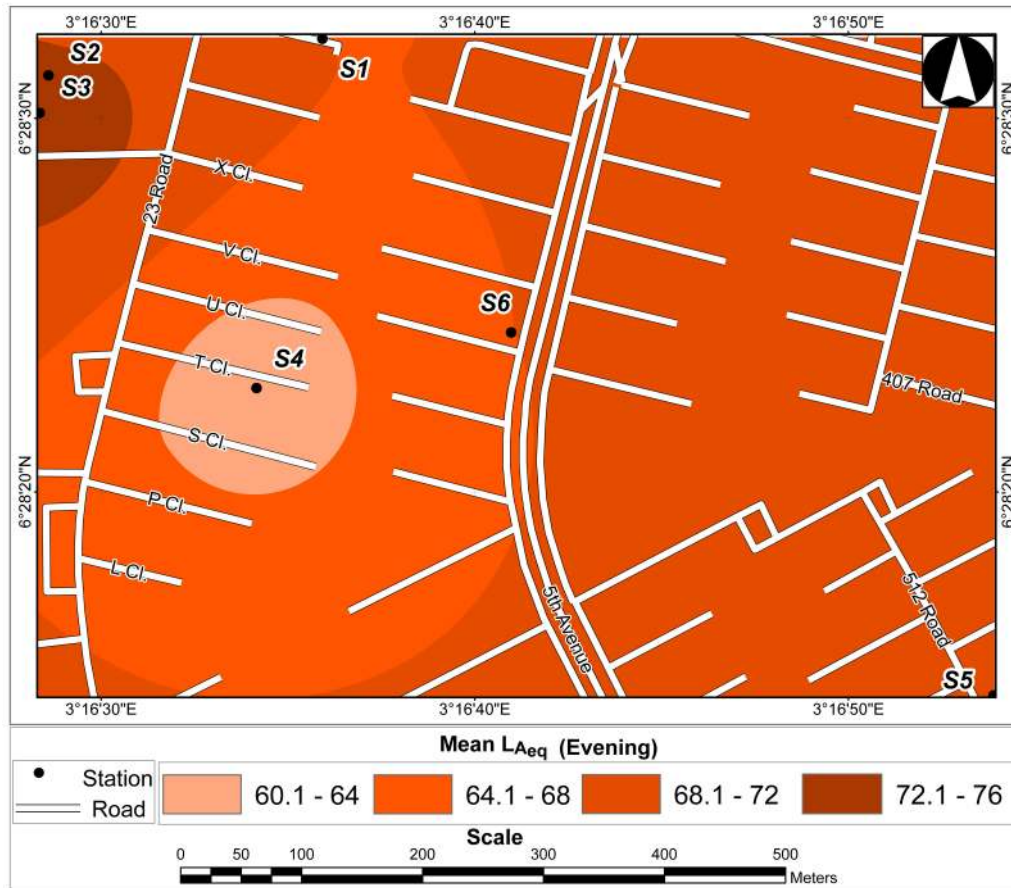 3°16'30"E 3°16'40"E 3°16'50"E
S2
S1
S3
6°28'30"N 6°28'30"N
X Cl.
23 Road
V Cl.
U Cl.
S6
S4
T Cl.
407 Road
S Cl.
6°28'20"N 6°28'20"N
P Cl.
L Cl.
5th Avenue
512 Road
S5
3°16'30"E 3°16'40"E 3°16'50"E
Mean LAeq (Evening)
Station
Road
60.1 - 64 64.1 - 68 68.1 - 72 72.1 - 76
Scale
0 50 100 200 300 400 500
Meters